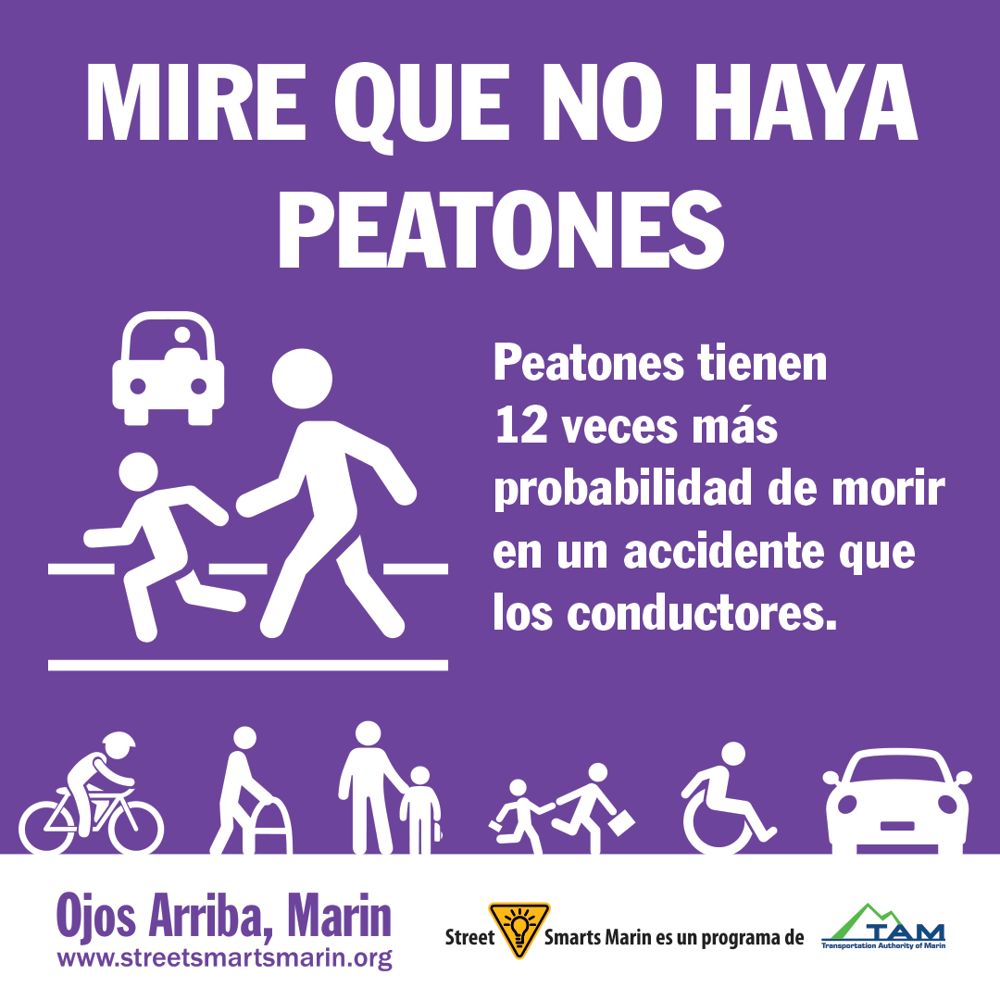 MIRE QUE NO HAYA
PEATONES
Peatones tienen
12 veces más
probabilidad de morir
en un accidente que
los conductores.
Ojos Arriba, Marin
www.streetsmartsmarin.org
Street Smarts Marin es un programa de
TAM
Transportation Authority of Marin